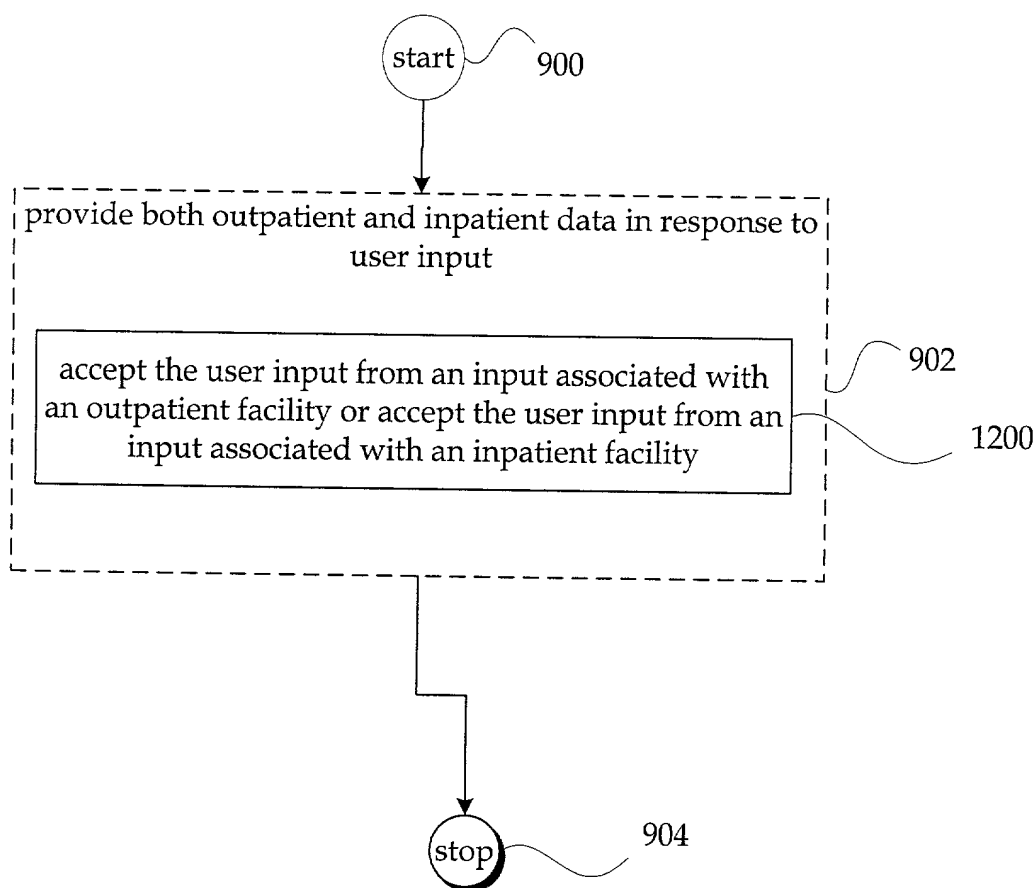 start
900
provide both outpatient and inpatient data in response to
user input
902
accept the user input from an input associated with
an outpatient facility or accept the user input from an
input associated with an inpatient facility
1200
stop
904